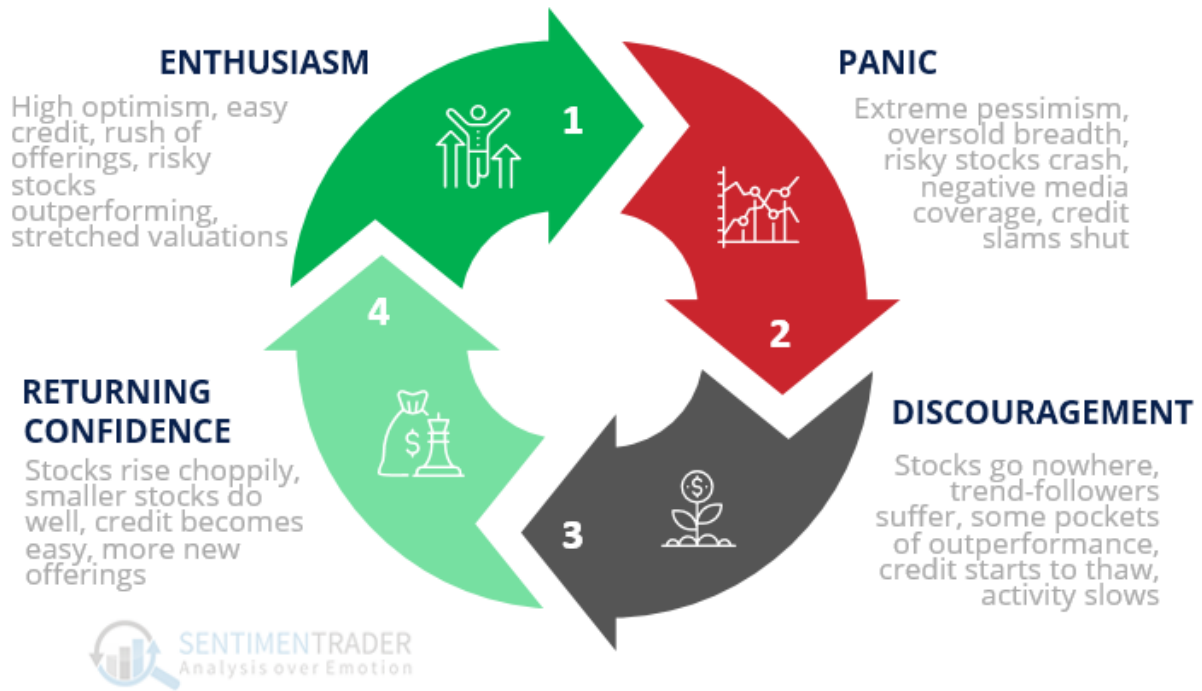 ENTHUSIASM
High optimism, easy
credit, rush of
offerings, risky
stocks
outperforming,
stretched valuations
1
PANIC
Extreme pessimism,
oversold breadth,
risky stocks crash,
negative media
coverage, credit
slams shut
2
DISCOURAGEMENT
Stocks go nowhere,
trend-followers
suffer, some pockets
of outperformance,
credit starts to thaw,
activity slows
3
RETURNING
CONFIDENCE
Stocks rise choppily,
smaller stocks do
well, credit becomes
easy, more new
offerings
4
$
$
SENTIMENTRADER
Analysis over Emotion